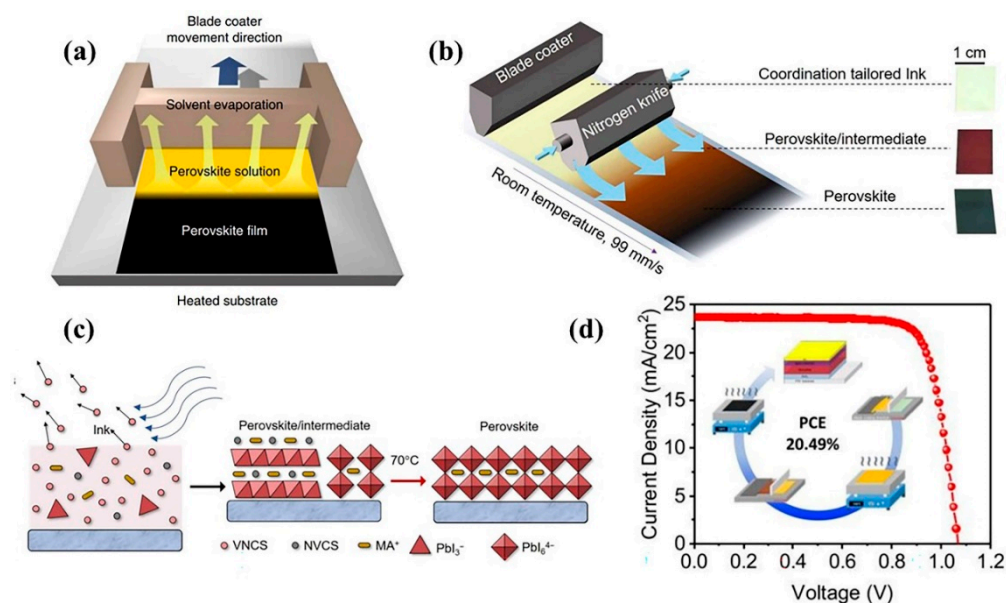 (a)
Blade coater
movement direction
Solvent evaporation
Perovskite solution
Perovskite film
Heated substrate
(b)
Blade coater
Nitrogen knife
Room temperature, 99 mm/s
1 cm
Coordination tailored Ink
Perovskite/intermediate
Perovskite
(c)
Ink
Perovskite/intermediate
70°C
Perovskite
VNCS
NVCS
MA⁺
PbI₃⁻
PbI₆⁴⁻
(d)
Current Density (mA/cm²)
25
20
15
10
5
0
PCE
20.49%
0.0 0.2 0.4 0.6 0.8 1.0 1.2
Voltage (V)